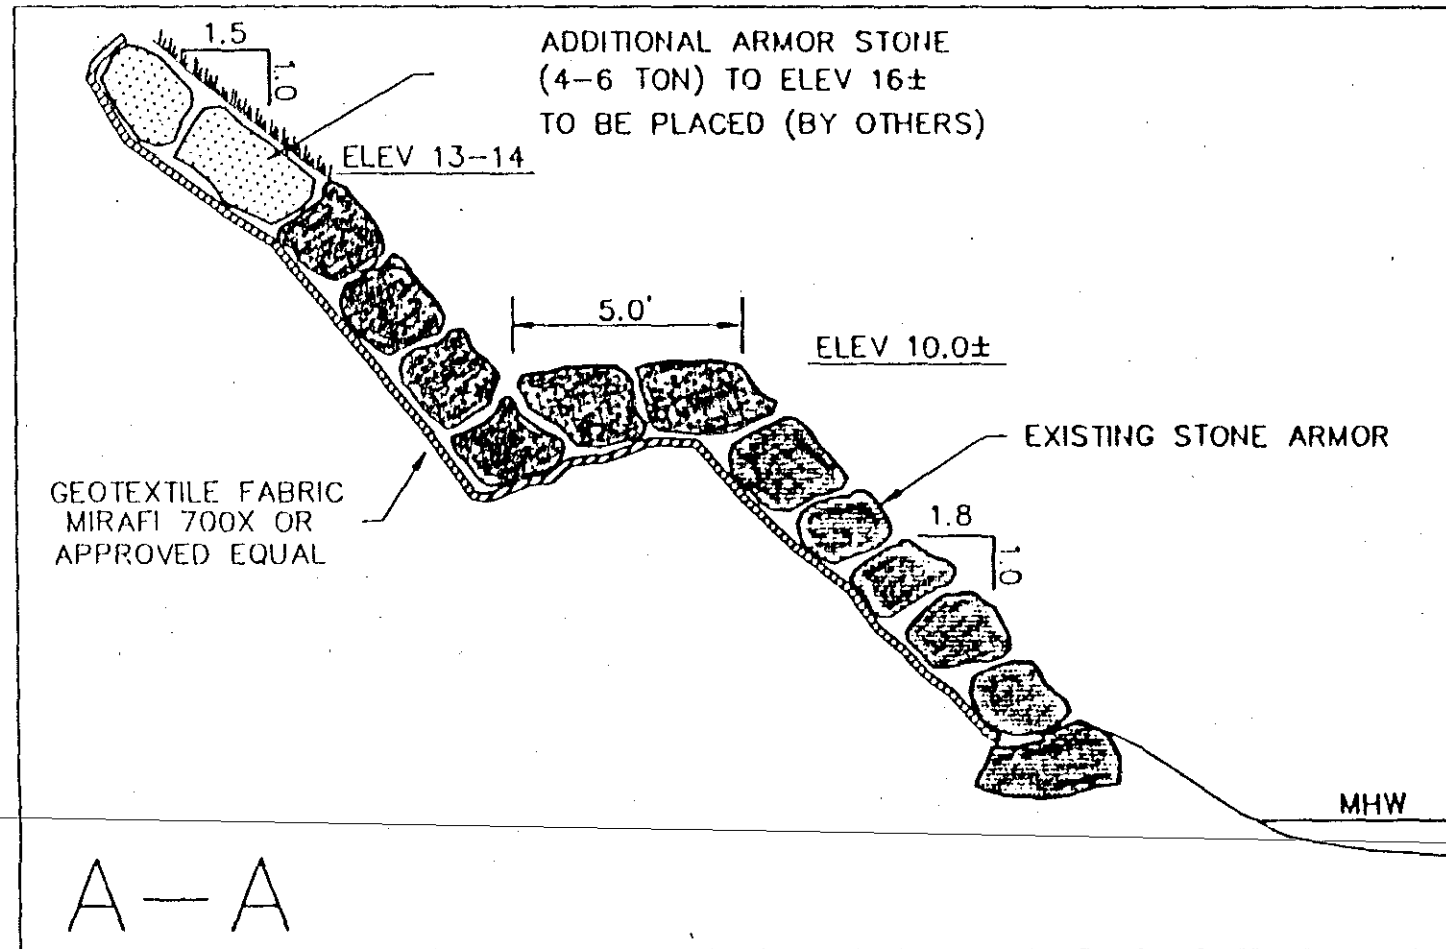 1.5
1.0
ADDITIONAL ARMOR STONE
(4-6 TON) TO ELEV 16±
TO BE PLACED (BY OTHERS)
ELEV 13-14
5.0'
ELEV 10.0±
EXISTING STONE ARMOR
GEOTEXTILE FABRIC
MIRAFI 700X OR
APPROVED EQUAL
1.8
1.0
MHW
A — A